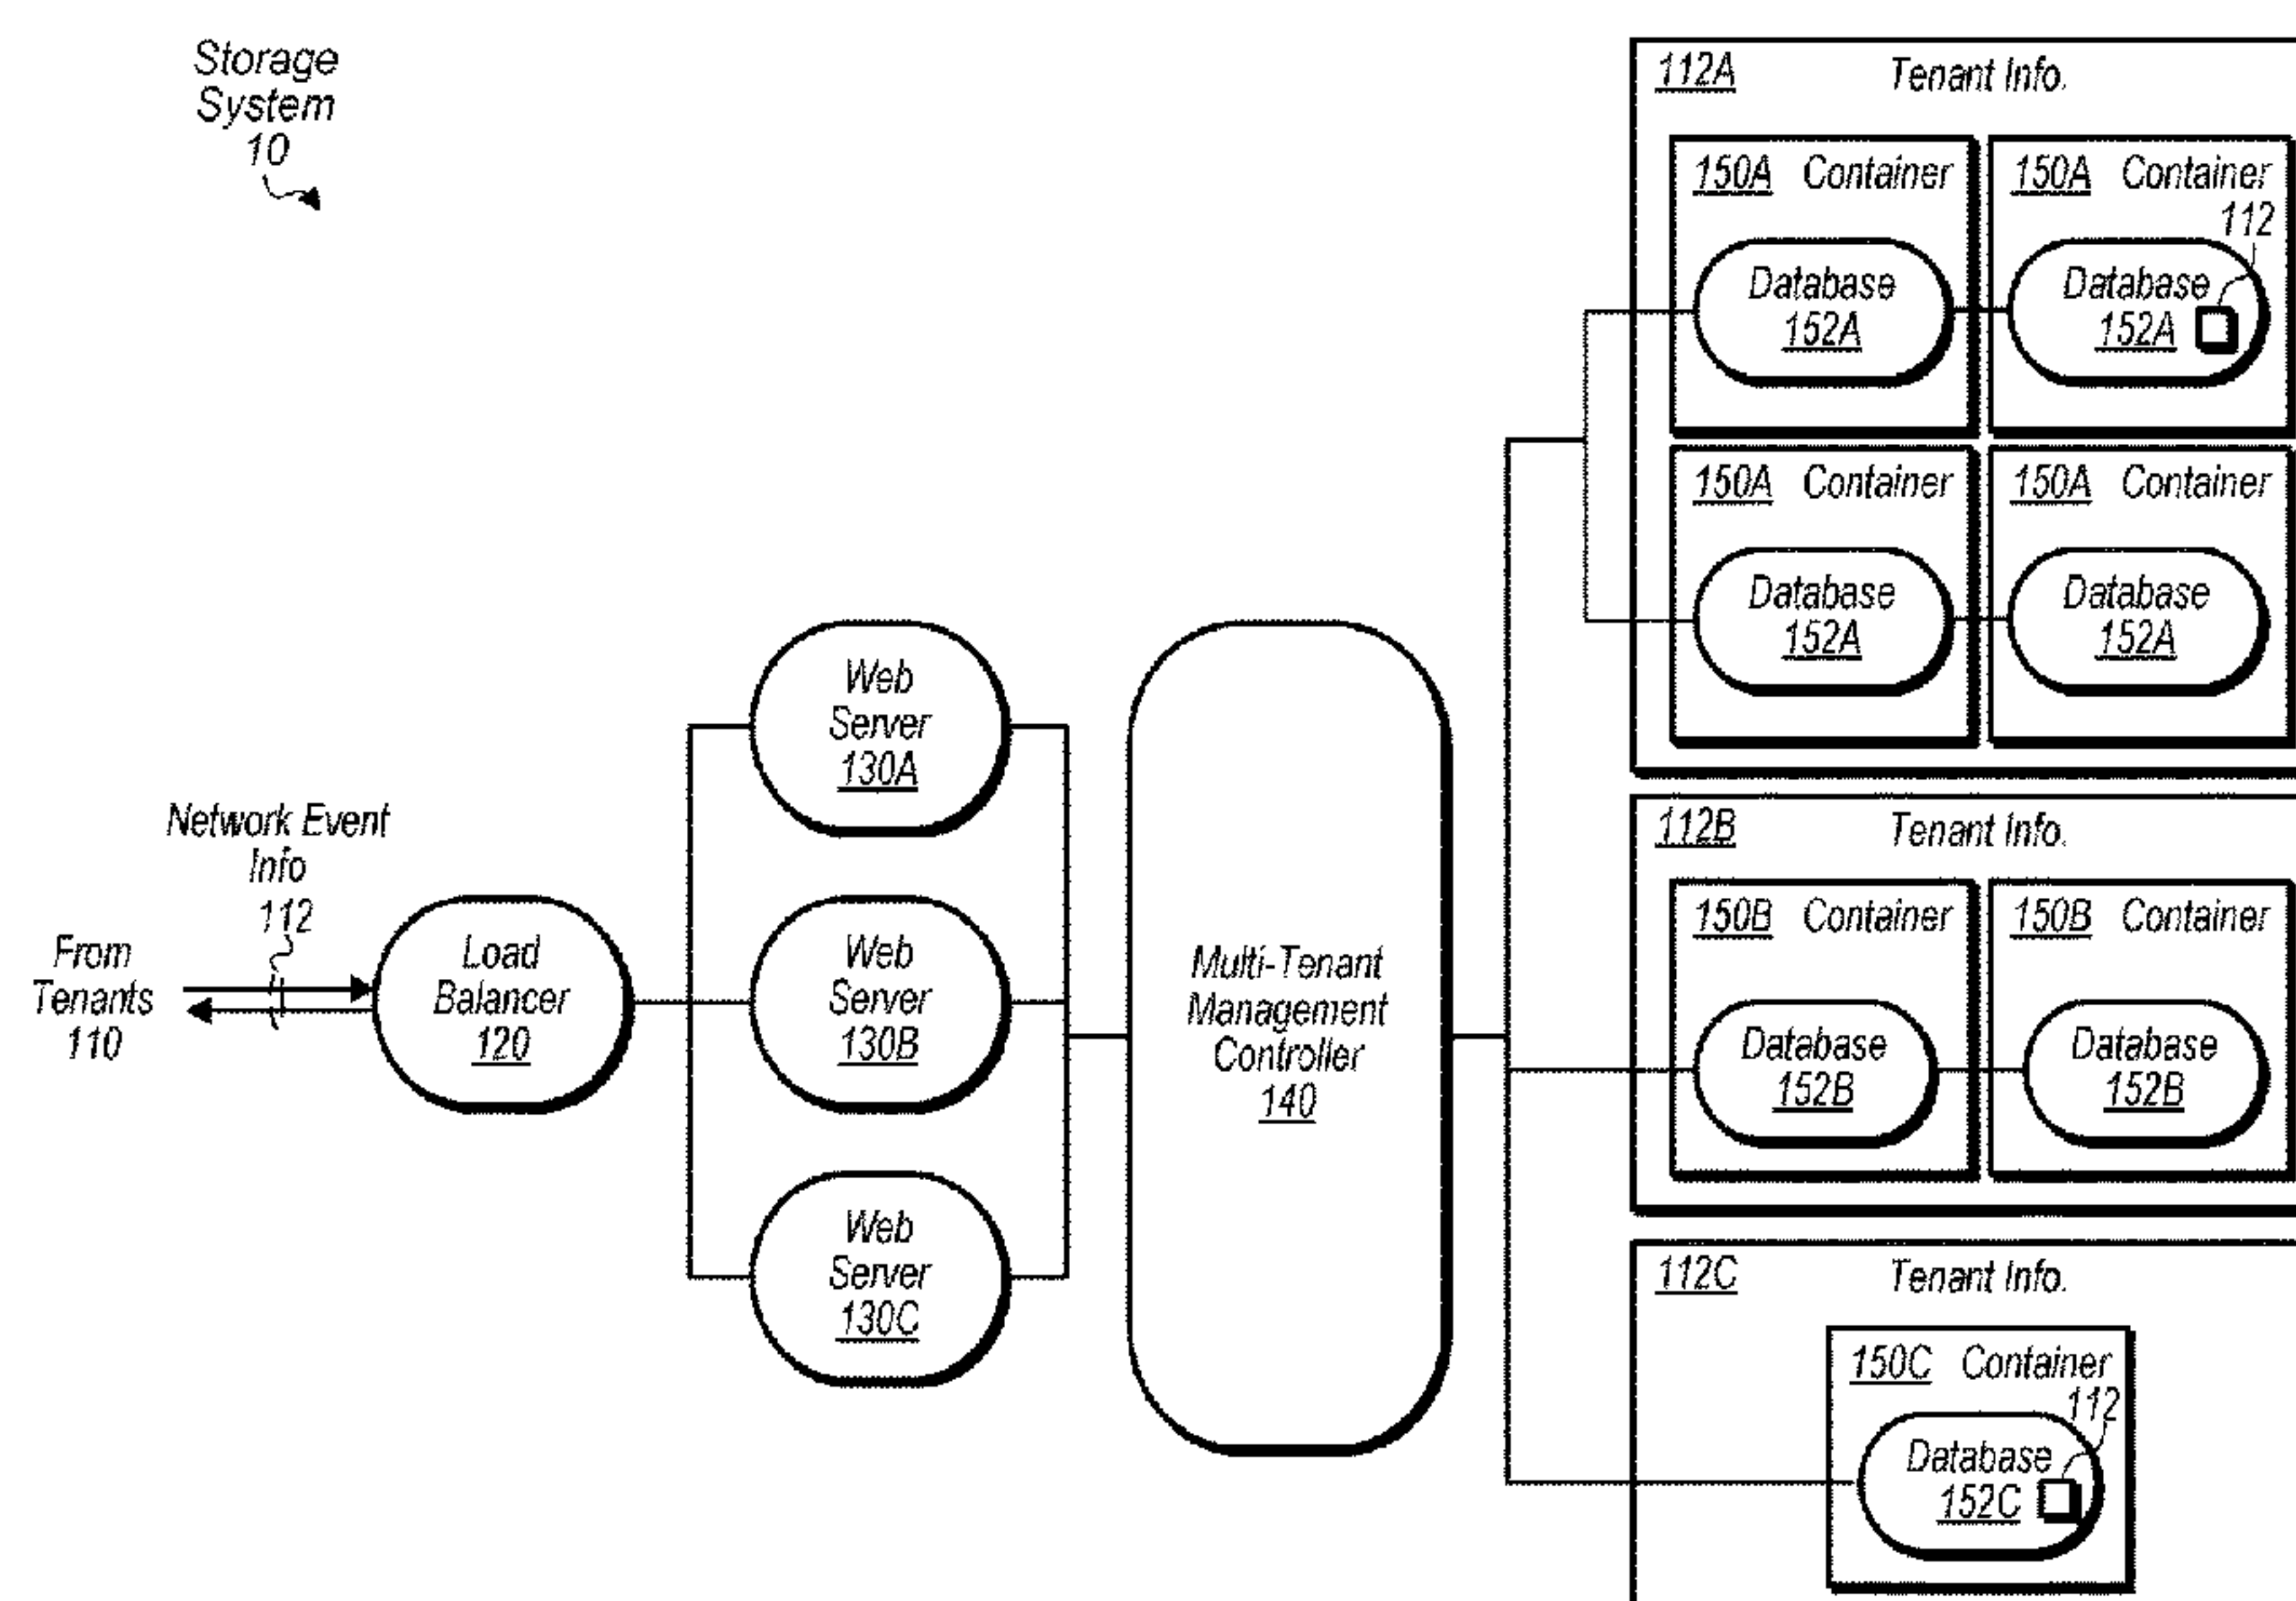 Storage
System
10
Network Event
Info
112
From
Tenants
110
Load
Balancer
120
Web
Server
130A
Web
Server
130B
Web
Server
130C
Multi-Tenant
Management
Controller
140
112A Tenant Info.
150A Container
Database
152A
150A Container
112
Database
152A
150A Container
Database
152A
150A Container
Database
152A
112B Tenant Info.
150B Container
Database
152B
150B Container
Database
152B
112C Tenant Info.
150C Container
112
Database
152C